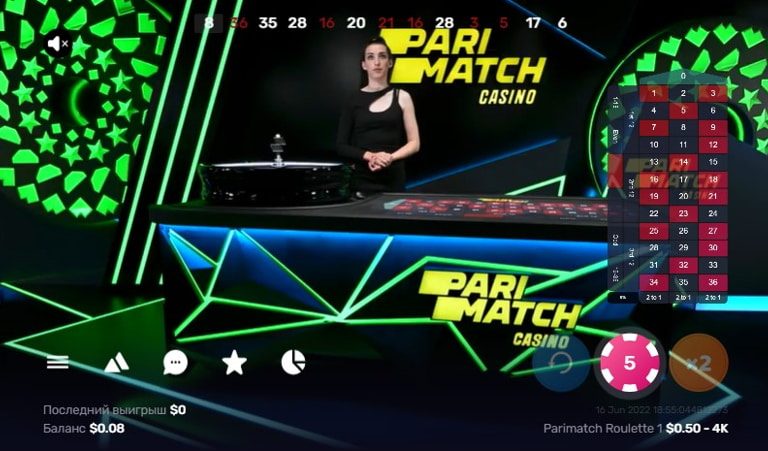 8 36 35 28 16 20 21 16 28 3 5 17 6
PARI
MATCH
CASINO
0
1 2 3
4 5 6
7 8 9
10 11 12
13 14 15
16 17 18
19 20 21
22 23 24
25 26 27
28 29 30
31 32 33
34 35 36
2 to 1 2 to 1 2 to 1
PARI
MATCH
CASINO
5
x2
Последний выигрыш $0
Баланс $0.08
Parimatch Roulette 1 $0.50 - 4K